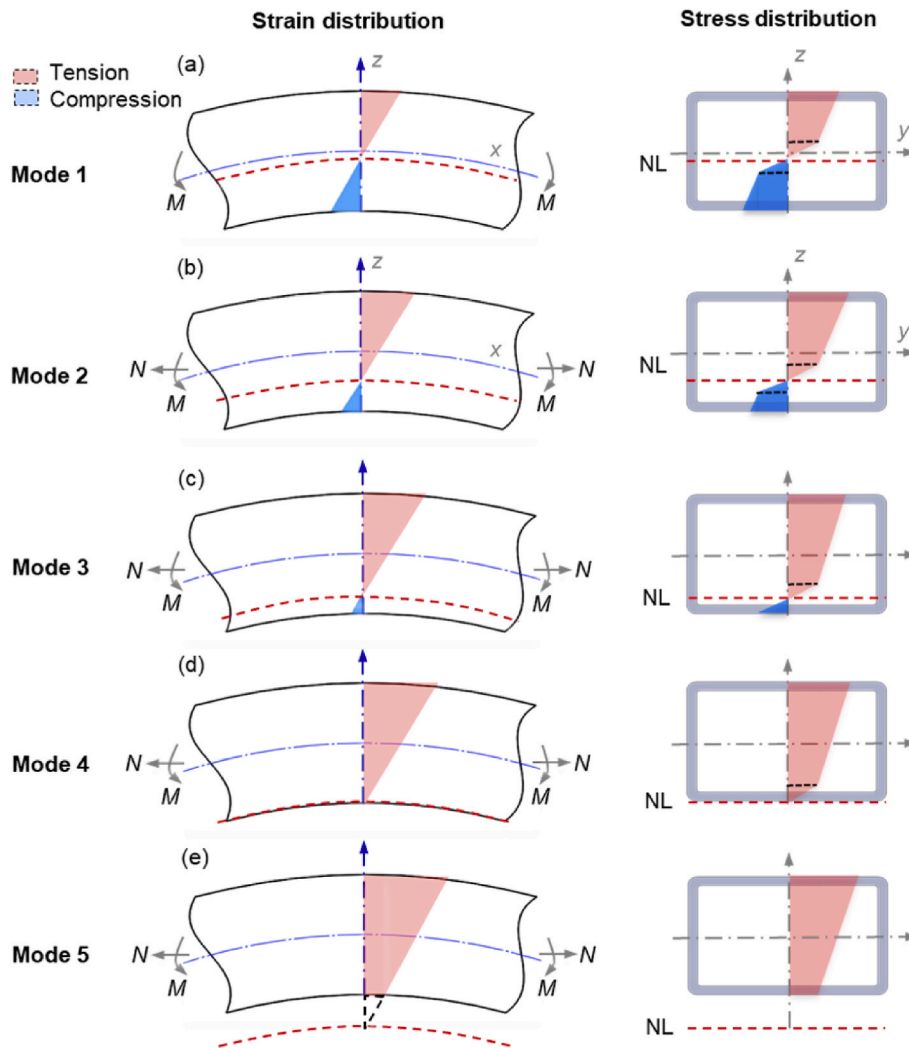 Strain distribution
Stress distribution
Tension
Compression
(a)
z
x
M
M
Mode 1
z
y
NL
(b)
z
x
N
M
N
M
Mode 2
z
y
NL
(c)
N
M
N
M
Mode 3
NL
(d)
N
M
N
M
Mode 4
NL
(e)
N
M
N
M
Mode 5
NL